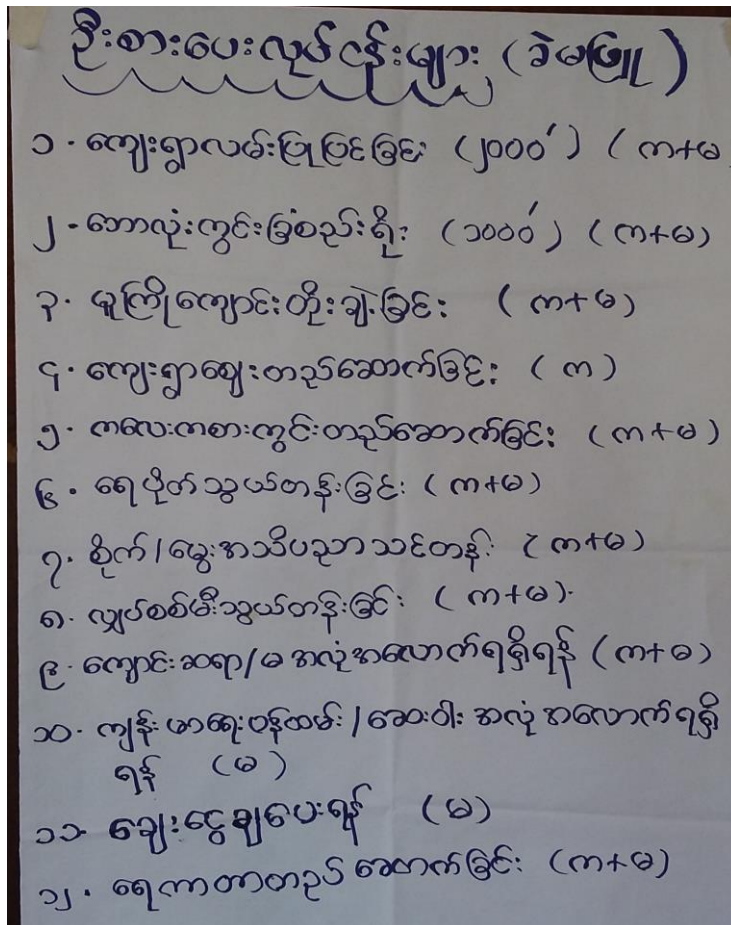 ဦးစားပေးလုပ်ငန်းများ (ခဲမဖြူ)
၁. ကျေးရွာလမ်းပြုပြင်ခြင်း (၂၀၀၀′) (က+မ
၂. ဘောလုံးကွင်းခြံစည်းရိုး (၁၀၀၀′) (က+မ)
၃. မူကြိုကျောင်းတိုးချဲ့ခြင်း (က+မ)
၄. ကျေးရွာဈေးတည်ဆောက်ခြင်း (က)
၅. ကလေးကစားကွင်းတည်ဆောက်ခြင်း (က+မ)
၆. ရေပိုက်သွယ်တန်းခြင်း (က+မ)
၇. စိုက်/မွေးအသိပညာသင်တန်း (က+မ)
၈. လျှပ်စစ်မီးသွယ်တန်းခြင်း (က+မ).
၉. ကျောင်းဆရာ/မ အလုံအလောက်ရရှိရန် (က+မ)
၁၀. ကျန်းမာရေးဝန်ထမ်း/ဆေးဝါး အလုံအလောက်ရရှိ
ရန် (မ)
၁၁. ချေးငွေချပေးရန် (မ)
၁၂. ရေကာတာတည်ဆောက်ခြင်း (က+မ)